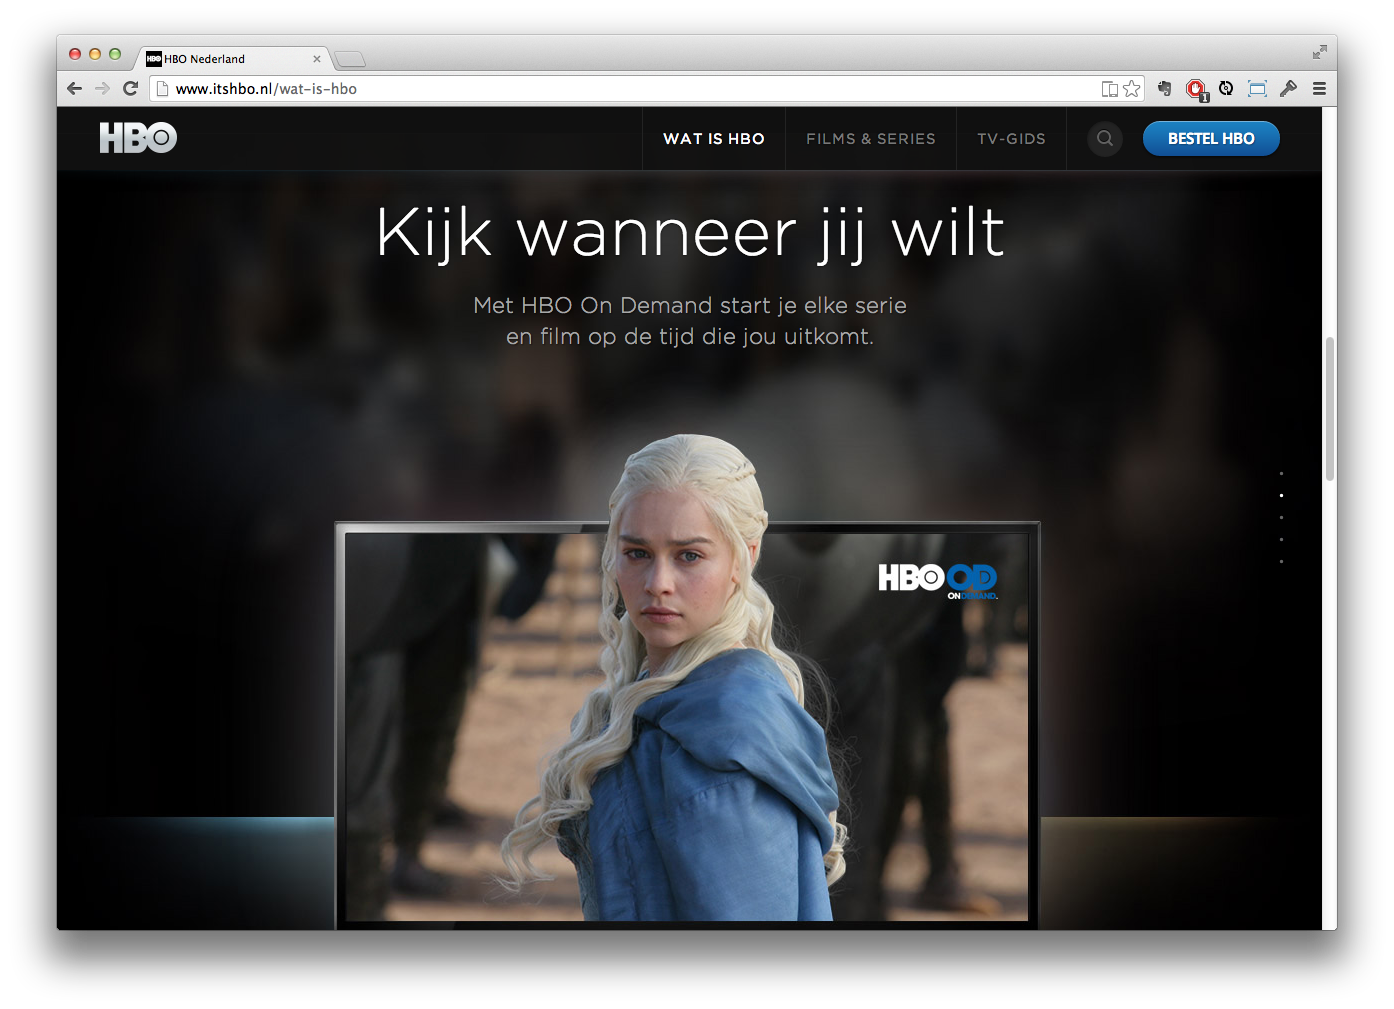 HBO HBO Nederland
www.itshbo.nl/wat-is-hbo
1
HBO
WAT IS HBO
FILMS & SERIES
TV-GIDS
BESTEL HBO
Kijk wanneer jij wilt
Met HBO On Demand start je elke serie
en film op de tijd die jou uitkomt.
HBO OD
ON DEMAND.